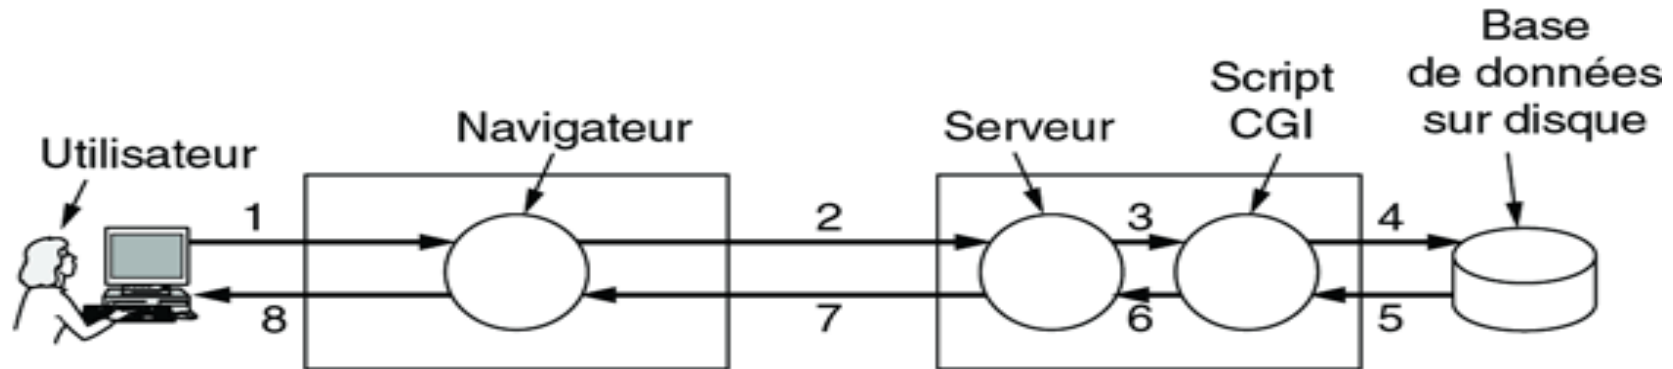 Base
de données
sur disque
Script
CGI
Serveur
Navigateur
Utilisateur
1
2
3
4
8
7
6
5